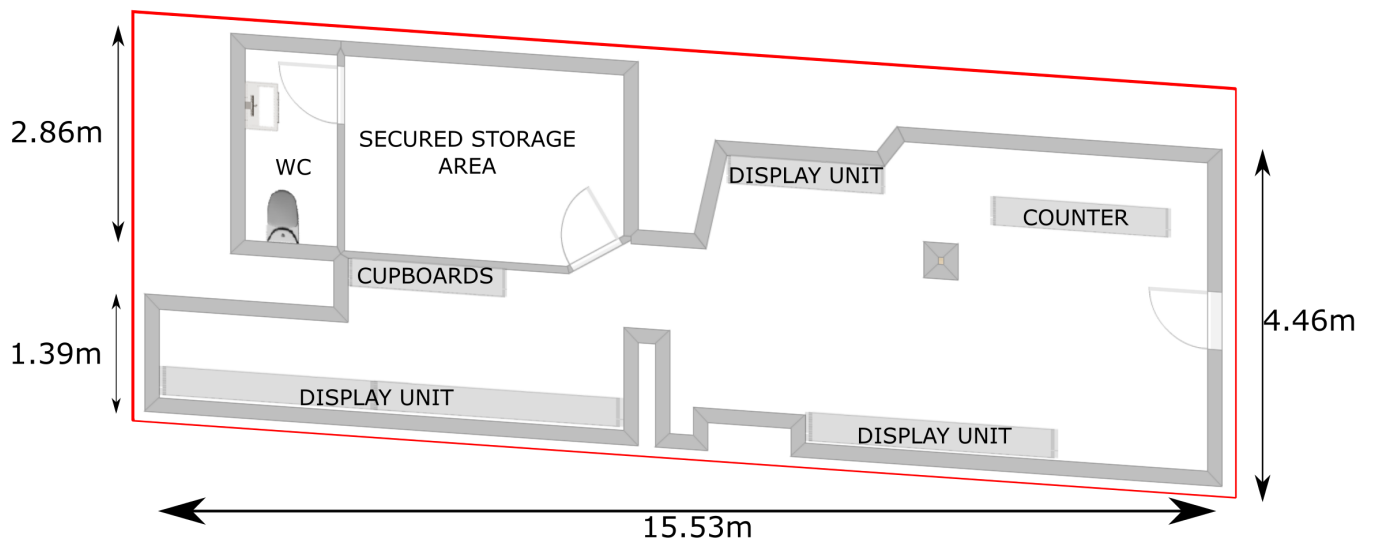 2.86m
SECURED STORAGE
AREA
WC
DISPLAY UNIT
COUNTER
CUPBOARDS
4.46m
1.39m
DISPLAY UNIT
DISPLAY UNIT
15.53m